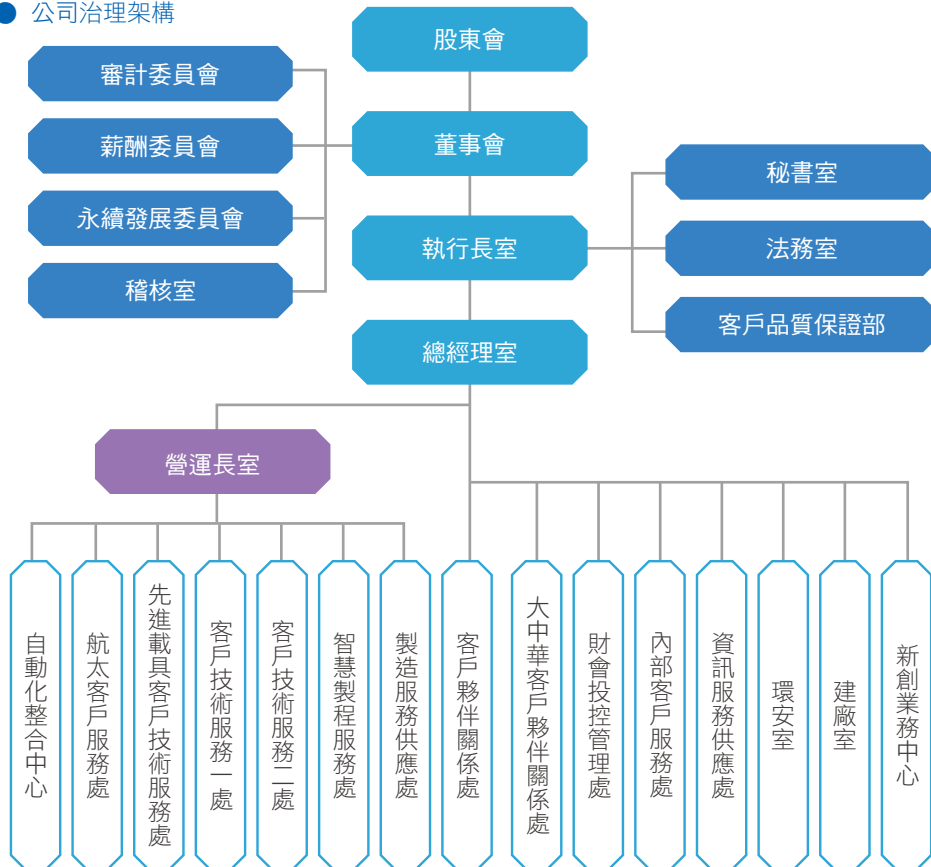 公司治理架構
股東會
審計委員會
董事會
薪酬委員會
秘書室
永續發展委員會
執行長室
法務室
稽核室
客戶品質保證部
總經理室
營運長室
自動化整合中心
航太客戶服務處
先進載具客戶技術服務處
客戶技術服務一處
客戶技術服務二處
智慧製程服務處
製造服務供應處
客戶夥伴關係處
大中華客戶夥伴關係處
財會投控管理處
內部客戶服務處
資訊服務供應處
環安室
建廠室
新創業務中心